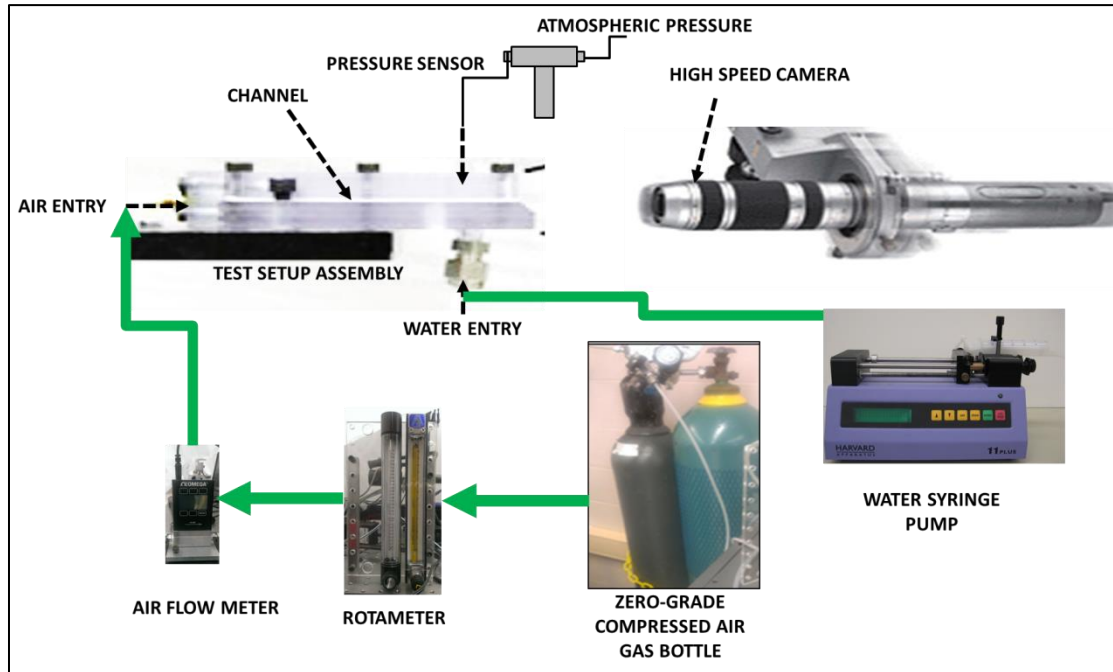 ATMOSPHERIC PRESSURE
PRESSURE SENSOR
HIGH SPEED CAMERA
CHANNEL
AIR ENTRY
TEST SETUP ASSEMBLY
WATER ENTRY
HARVARD
APPARATUS
11 PLUS
WATER SYRINGE
PUMP
OMEGA
AIR FLOW METER
ROTAMETER
ZERO-GRADE
COMPRESSED AIR
GAS BOTTLE